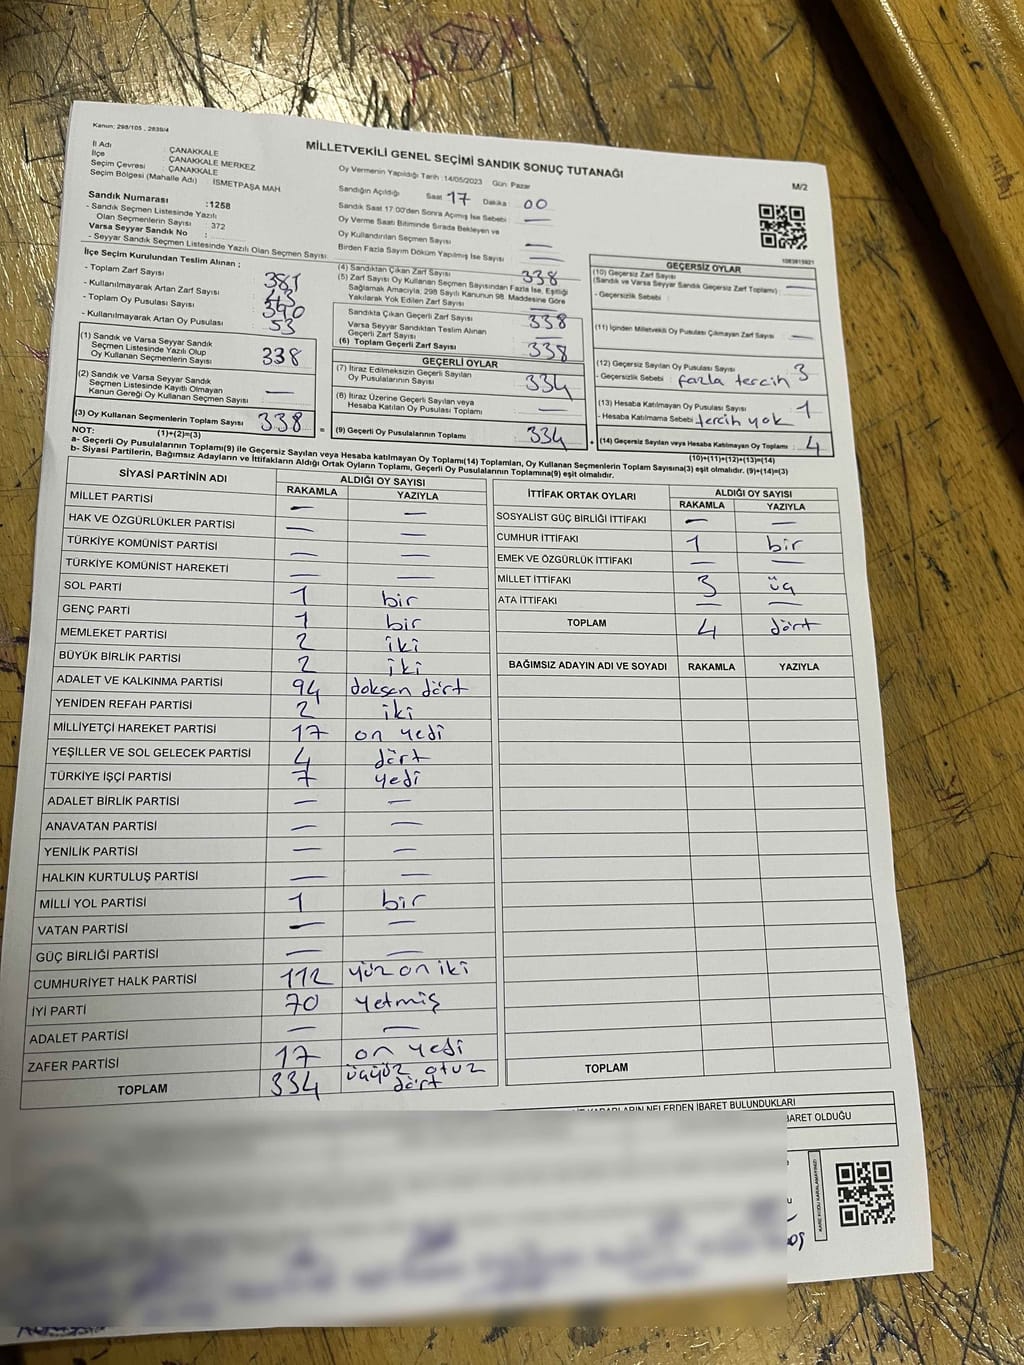 Kanun: 298/105 , 2839/4
MİLLETVEKİLİ GENEL SEÇİMİ SANDIK SONUÇ TUTANAĞI
M/2
İl Adı : ÇANAKKALE
İlçe : ÇANAKKALE MERKEZ
Seçim Çevresi : ÇANAKKALE
Seçim Bölgesi (Mahalle Adı) İSMETPAŞA MAH
Oy Vermenin Yapıldığı Tarih :14/05/2023 Gün: Pazar
Sandığın Açıldığı Saat 17 Dakika 00
Sandık Saat 17.00'den Sonra Açımış İse Sebebi —
Oy Verme Saati Bitiminde Sırada Bekleyen ve
Oy Kullandırılan Seçmen Sayısı —
Birden Fazla Sayım Döküm Yapılmış İse Sayısı —
Sandık Numarası :1258
- Sandık Seçmen Listesinde Yazılı
Olan Seçmenlerin Sayısı : 372
Varsa Seyyar Sandık No :
- Seyyar Sandık Seçmen Listesinde Yazılı Olan Seçmen Sayısı:
İlçe Seçim Kurulundan Teslim Alınan ;
- Toplam Zarf Sayısı 381
- Kullanılmayarak Artan Zarf Sayısı 43
- Toplam Oy Pusulası Sayısı
- Kullanılmayarak Artan Oy Pusulası 53
(1) Sandık ve Varsa Seyyar Sandık
Seçmen Listesinde Yazılı Olup
Oy Kullanan Seçmenlerin Sayısı 338
(2) Sandık ve Varsa Seyyar Sandık
Seçmen Listesinde Kayıtlı Olmayan
Kanun Gereği Oy Kullanan Seçmen Sayısı —
(3) Oy Kullanan Seçmenlerin Toplam Sayısı 338
(1)+(2)=(3)
(4) Sandıktan Çıkan Zarf Sayısı 338
(5) Zarf Sayısı Oy Kullanan Seçmen Sayısından Fazla İse, Eşitliği
Sağlamak Amacıyla, 298 Sayılı Kanunun 98. Maddesine Göre
Yakılarak Yok Edilen Zarf Sayısı —
Sandıkta Çıkan Geçerli Zarf Sayısı 338
Varsa Seyyar Sandıktan Teslim Alınan
Geçerli Zarf Sayısı —
(6) Toplam Geçerli Zarf Sayısı 338
GEÇERLİ OYLAR
(7) İtiraz Edilmeksizin Geçerli Sayılan
Oy Pusulasının Sayısı 334
(8) İtiraz Üzerine Geçerli Sayılan veya
Hesaba Katılan Oy Pusulası Toplamı —
(9) Geçerli Oy Pusulalarının Toplamı 334
1083915921
GEÇERSİZ OYLAR
(10) Geçersiz Zarf Sayısı
(Sandık ve Varsa Seyyar Sandık Geçersiz Zarf Toplamı) : —
- Geçersizlik Sebebi :
(11) İçinden Milletvekili Oy Pusulası Çıkmayan Zarf Sayısı : —
(12) Geçersiz Sayılan Oy Pusulası Sayısı : 3
- Geçersizlik Sebebi : fazla tercih
(13) Hesaba Katılmayan Oy Pusulası Sayısı : 1
- Hesaba Katılmama Sebebi : tercih yok
(14) Geçersiz Sayılan veya Hesaba Katılmayan Oy Toplamı : 4
(10)+(11)+(12)+(13)=(14)
NOT:
a- Geçerli Oy Pusulalarının Toplamı(9) ile Geçersiz Sayılan veya Hesaba katılmayan Oy Toplamı(14) Toplamları, Oy Kullanan Seçmenlerin Toplam Sayısına(3) eşit olmalıdır. (9)+(14)=(3)
b- Siyasi Partilerin, Bağımsız Adayların ve İttifakların Aldığı Ortak Oyların Toplamı, Geçerli Oy Pusulalarının Toplamına(9) eşit olmalıdır.
SİYASİ PARTİNİN ADI ALDIĞI OY SAYISI
RAKAMLA YAZIYLA
MİLLET PARTİSİ — —
HAK VE ÖZGÜRLÜKLER PARTİSİ — —
TÜRKİYE KOMÜNİST PARTİSİ — —
TÜRKİYE KOMÜNİST HAREKETİ — —
SOL PARTİ 1 bir
GENÇ PARTİ 1 bir
MEMLEKET PARTİSİ 2 iki
BÜYÜK BİRLİK PARTİSİ 2 iki
ADALET VE KALKINMA PARTİSİ 94 doksan dört
YENİDEN REFAH PARTİSİ 2 iki
MİLLİYETÇİ HAREKET PARTİSİ 17 on yedi
YEŞİLLER VE SOL GELECEK PARTİSİ 4 dört
TÜRKİYE İŞÇİ PARTİSİ 7 yedi
ADALET BİRLİK PARTİSİ — —
ANAVATAN PARTİSİ — —
YENİLİK PARTİSİ — —
HALKIN KURTULUŞ PARTİSİ — —
MİLLİ YOL PARTİSİ 1 bir
VATAN PARTİSİ — —
GÜÇ BİRLİĞİ PARTİSİ — —
CUMHURİYET HALK PARTİSİ 112 yüz on iki
İYİ PARTİ 70 yetmiş
ADALET PARTİSİ — —
ZAFER PARTİSİ 17 on yedi
TOPLAM 334 üçyüz otuz dört
İTTİFAK ORTAK OYLARI ALDIĞI OY SAYISI
RAKAMLA YAZIYLA
SOSYALİST GÜÇ BİRLİĞİ İTTİFAKI — —
CUMHUR İTTİFAKI 1 bir
EMEK VE ÖZGÜRLÜK İTTİFAKI — —
MİLLET İTTİFAKI 3 üç
ATA İTTİFAKI — —
TOPLAM 4 dört
BAĞIMSIZ ADAYIN ADI VE SOYADI RAKAMLA YAZIYLA
TOPLAM
KARARLARIN NELERDEN İBARET BULUNDUKLARI
İBARET OLDUĞU
KARE KODU KARALAMAYINIZ!